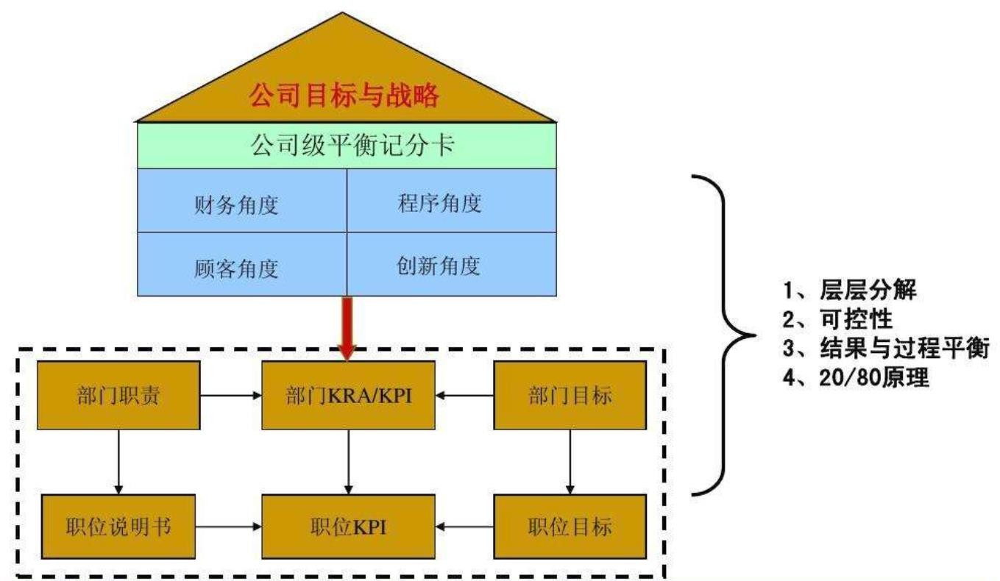 公司目标与战略
公司级平衡记分卡
财务角度
程序角度
顾客角度
创新角度
1、层层分解
2、可控性
3、结果与过程平衡
4、20/80原理
部门职责
部门KRA/KPI
部门目标
职位说明书
职位KPI
职位目标